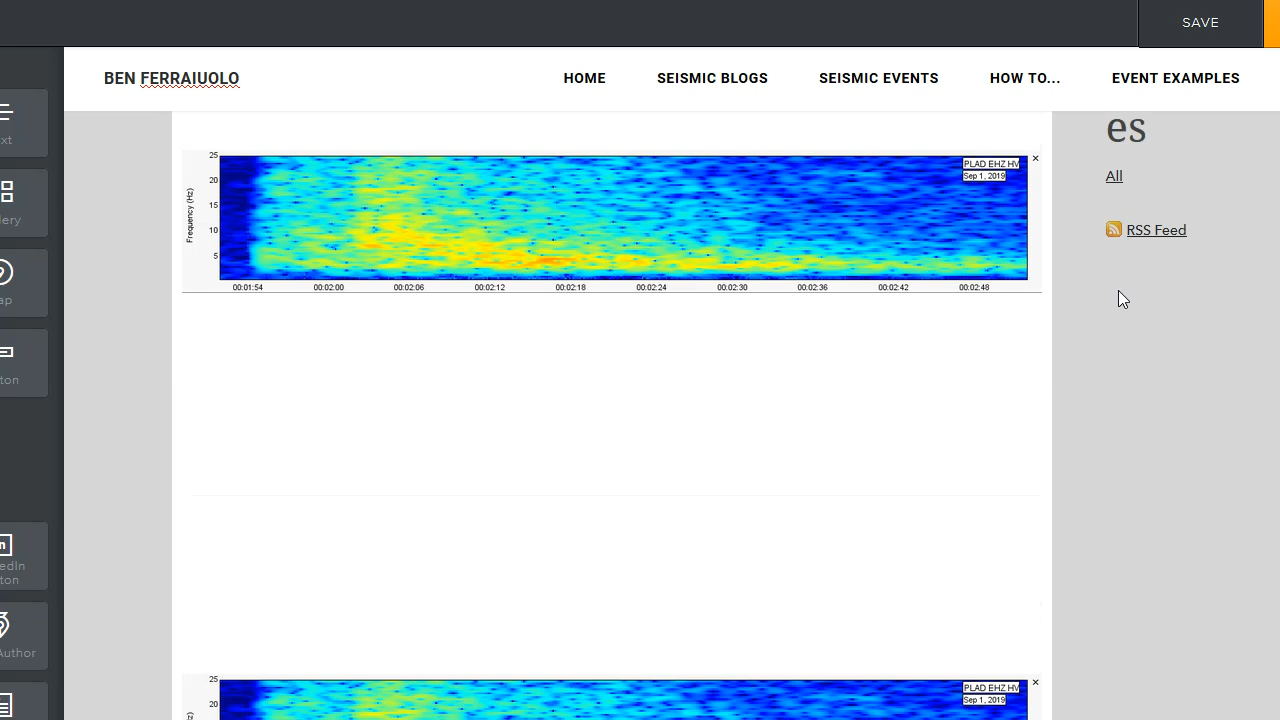 SAVE
BEN FERRAIUOLO
HOME SEISMIC BLOGS SEISMIC EVENTS HOW TO... EVENT EXAMPLES
xt
ery
ap
ton
edIn
ton
Author
es
All
RSS Feed
25
20
15
10
5
Frequency (Hz)
PLAD EHZ HV
Sep 1, 2019
00:01:54 00:02:00 00:02:06 00:02:12 00:02:18 00:02:24 00:02:30 00:02:36 00:02:42 00:02:48
25
20
PLAD EHZ HV
Sep 1, 2019